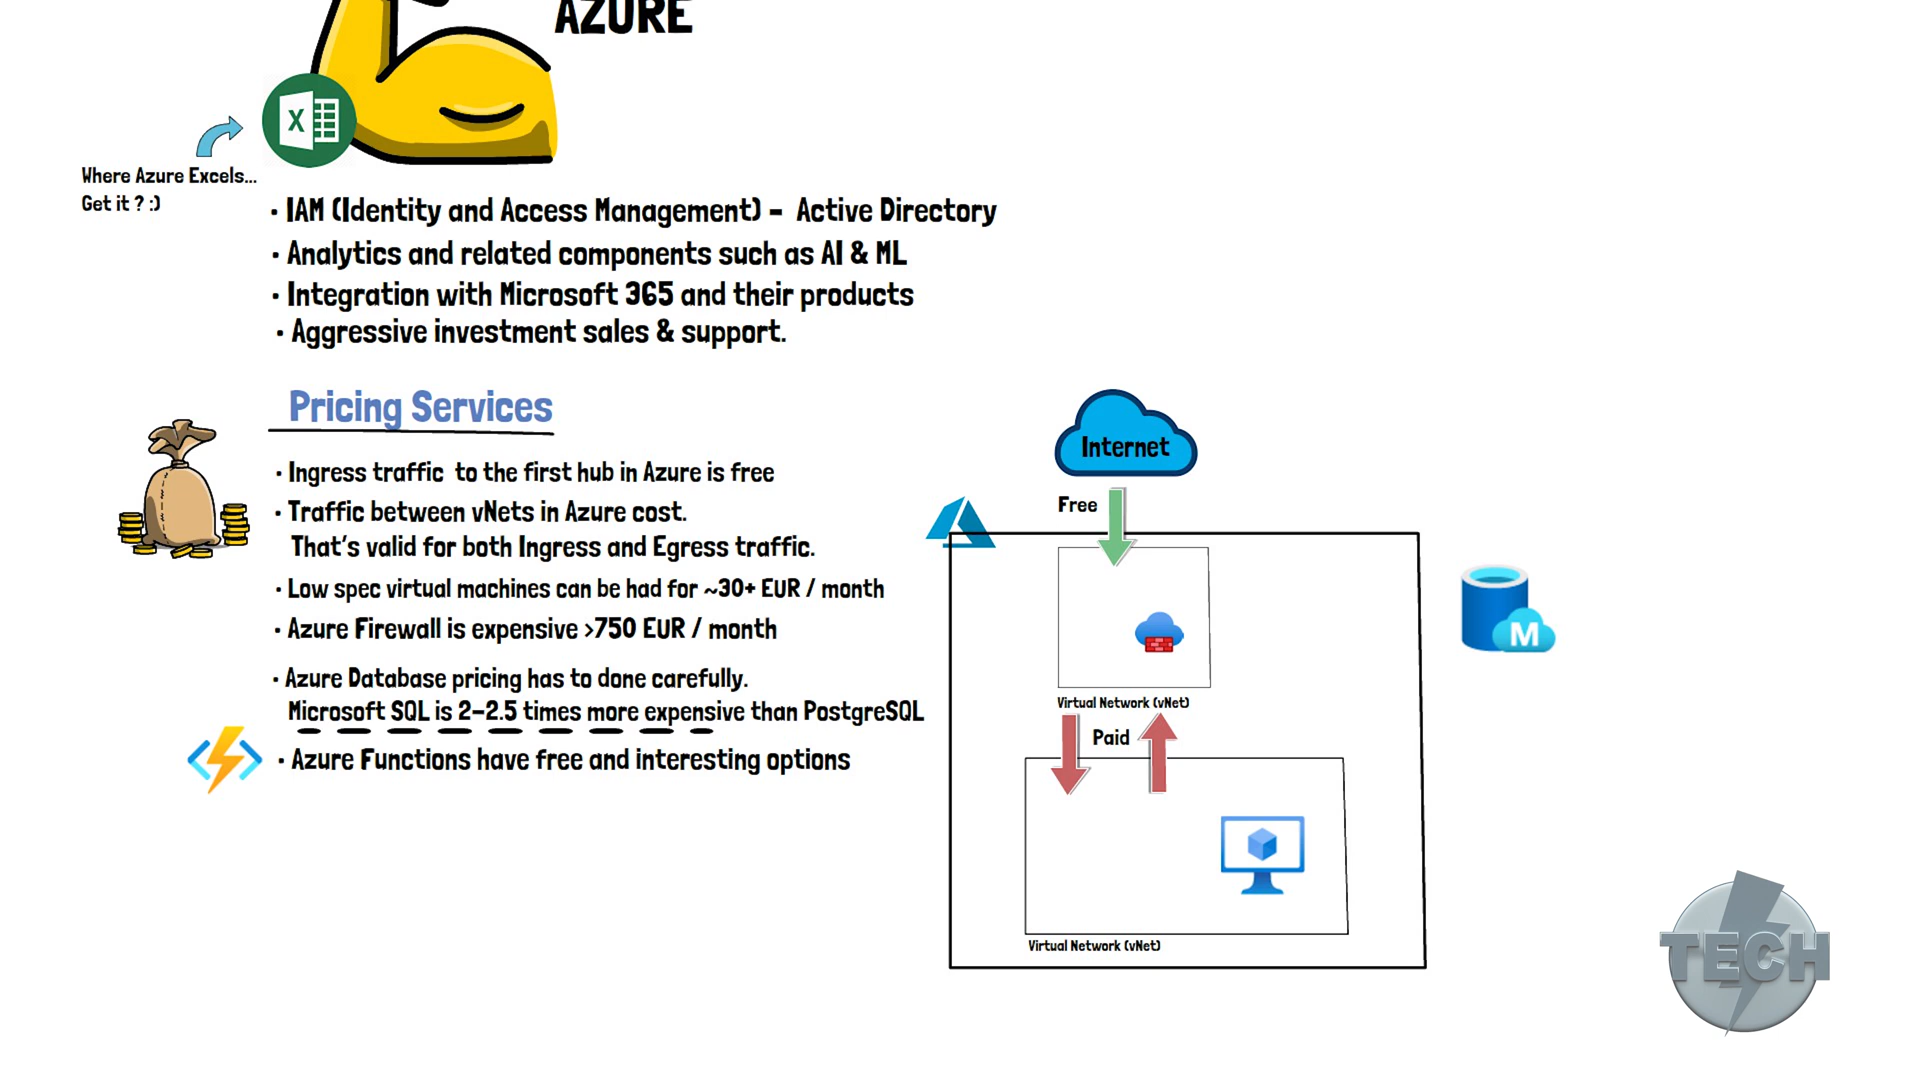 AZURE
X
Where Azure Excels...
Get it ? :)
· IAM (Identity and Access Management) - Active Directory
· Analytics and related components such as AI & ML
· Integration with Microsoft 365 and their products
· Aggressive investment sales & support.
Pricing Services
· Ingress traffic to the first hub in Azure is free
· Traffic between vNets in Azure cost.
That's valid for both Ingress and Egress traffic.
· Low spec virtual machines can be had for ~30+ EUR / month
· Azure Firewall is expensive >750 EUR / month
· Azure Database pricing has to done carefully.
Microsoft SQL is 2-2.5 times more expensive than PostgreSQL
· Azure Functions have free and interesting options
Internet
Free
Virtual Network (vNet)
Paid
Virtual Network (vNet)
M
TECH